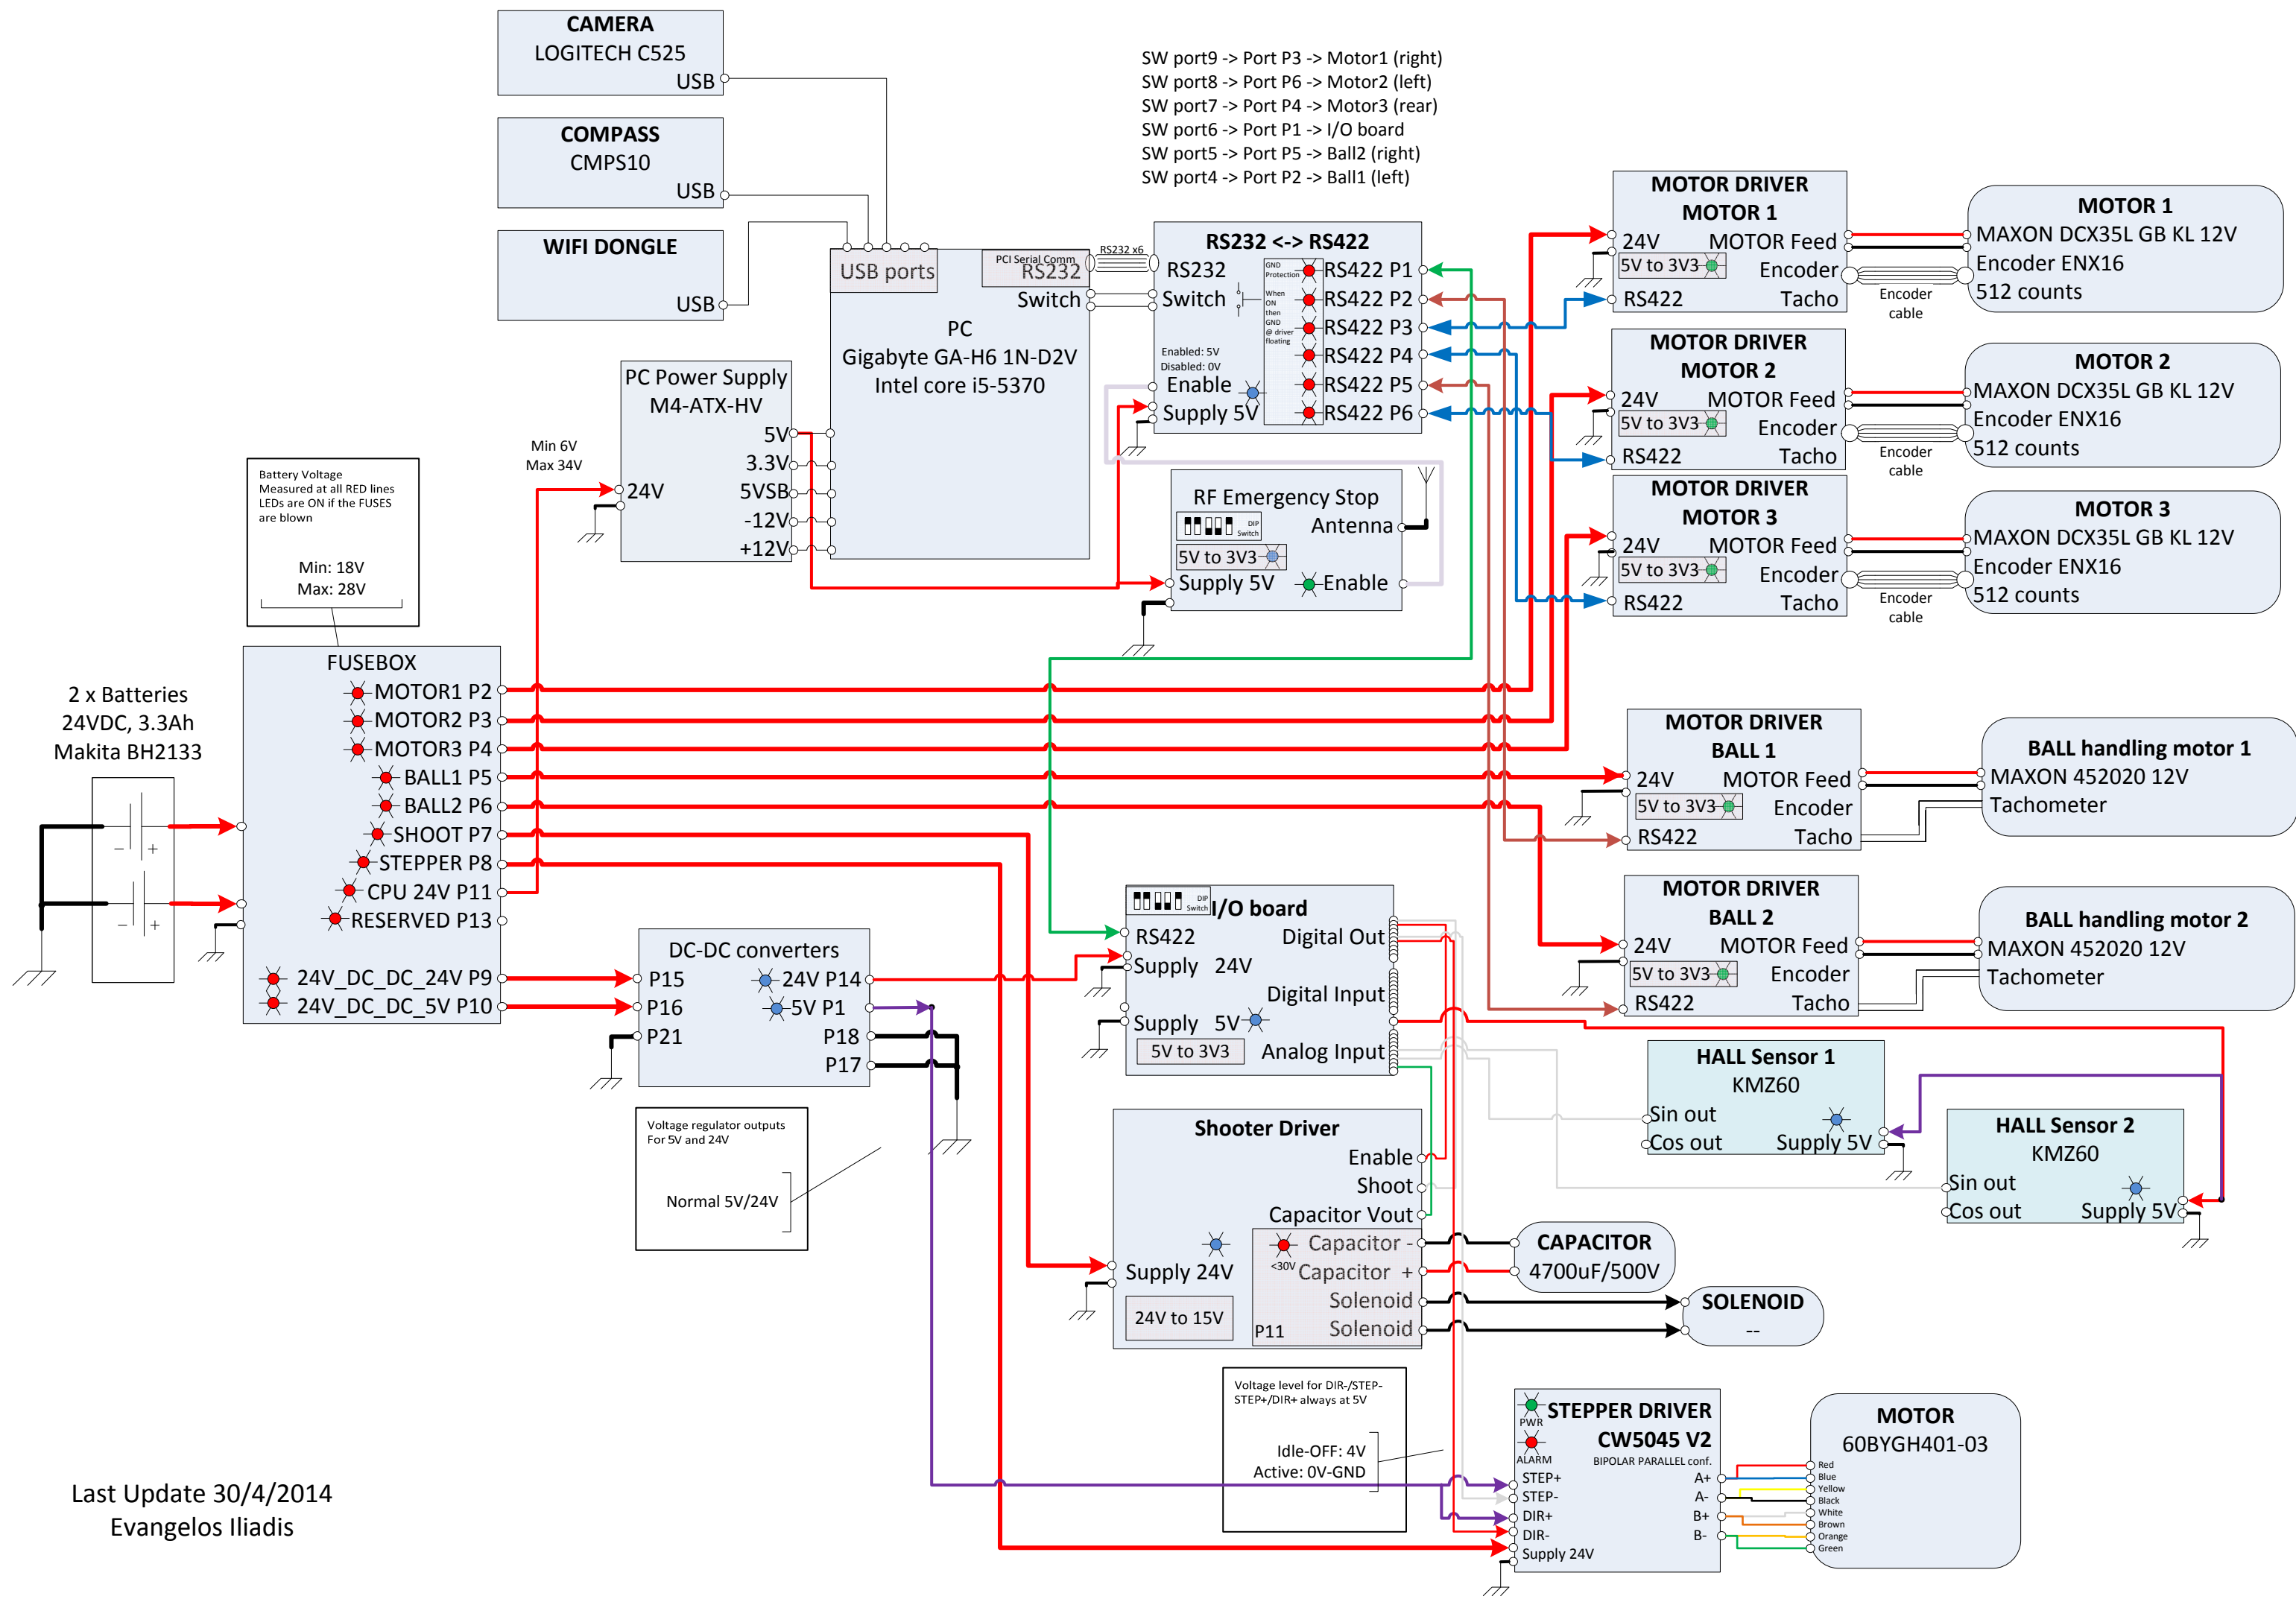 CAMERA
LOGITECH C525
USB
COMPASS
CMPS10
USB
WIFI DONGLE
USB
SW port9 -> Port P3 -> Motor1 (right)
SW port8 -> Port P6 -> Motor2 (left)
SW port7 -> Port P4 -> Motor3 (rear)
SW port6 -> Port P1 -> I/O board
SW port5 -> Port P5 -> Ball2 (right)
SW port4 -> Port P2 -> Ball1 (left)
USB ports
PCI Serial Comm
RS232
Switch
PC
Gigabyte GA-H6 1N-D2V
Intel core i5-5370
RS232 x6
RS232 <-> RS422
RS232
Switch
GND
Protection
When
ON
then
GND
@ driver
floating
RS422 P1
RS422 P2
RS422 P3
RS422 P4
RS422 P5
RS422 P6
Enabled: 5V
Disabled: 0V
Enable
Supply 5V
PC Power Supply
M4-ATX-HV
5V
3.3V
5VSB
-12V
+12V
24V
Min 6V
Max 34V
RF Emergency Stop
DIP
Switch
Antenna
5V to 3V3
Supply 5V
Enable
MOTOR DRIVER
MOTOR 1
24V
MOTOR Feed
5V to 3V3
Encoder
RS422
Tacho
Encoder
cable
MOTOR 1
MAXON DCX35L GB KL 12V
Encoder ENX16
512 counts
MOTOR DRIVER
MOTOR 2
24V
MOTOR Feed
5V to 3V3
Encoder
RS422
Tacho
Encoder
cable
MOTOR 2
MAXON DCX35L GB KL 12V
Encoder ENX16
512 counts
MOTOR DRIVER
MOTOR 3
24V
MOTOR Feed
5V to 3V3
Encoder
RS422
Tacho
Encoder
cable
MOTOR 3
MAXON DCX35L GB KL 12V
Encoder ENX16
512 counts
Battery Voltage
Measured at all RED lines
LEDs are ON if the FUSES
are blown
Min: 18V
Max: 28V
2 x Batteries
24VDC, 3.3Ah
Makita BH2133
- +
- +
FUSEBOX
MOTOR1 P2
MOTOR2 P3
MOTOR3 P4
BALL1 P5
BALL2 P6
SHOOT P7
STEPPER P8
CPU 24V P11
RESERVED P13
24V_DC_DC_24V P9
24V_DC_DC_5V P10
DC-DC converters
P15
P16
P21
24V P14
5V P1
P18
P17
Voltage regulator outputs
For 5V and 24V
Normal 5V/24V
MOTOR DRIVER
BALL 1
24V
MOTOR Feed
5V to 3V3
Encoder
RS422
Tacho
BALL handling motor 1
MAXON 452020 12V
Tachometer
MOTOR DRIVER
BALL 2
24V
MOTOR Feed
5V to 3V3
Encoder
RS422
Tacho
BALL handling motor 2
MAXON 452020 12V
Tachometer
DIP
Switch
I/O board
RS422
Digital Out
Supply 24V
Digital Input
Supply 5V
5V to 3V3
Analog Input
HALL Sensor 1
KMZ60
Sin out
Cos out
Supply 5V
HALL Sensor 2
KMZ60
Sin out
Cos out
Supply 5V
Shooter Driver
Enable
Shoot
Capacitor Vout
<30V
Capacitor -
Capacitor +
Solenoid
Solenoid
P11
Supply 24V
24V to 15V
CAPACITOR
4700uF/500V
SOLENOID
--
Voltage level for DIR-/STEP-
STEP+/DIR+ always at 5V
Idle-OFF: 4V
Active: 0V-GND
PWR
ALARM
STEPPER DRIVER
CW5045 V2
BIPOLAR PARALLEL conf.
STEP+
STEP-
DIR+
DIR-
Supply 24V
A+
A-
B+
B-
MOTOR
60BYGH401-03
Red
Blue
Yellow
Black
White
Brown
Orange
Green
Last Update 30/4/2014
Evangelos Iliadis